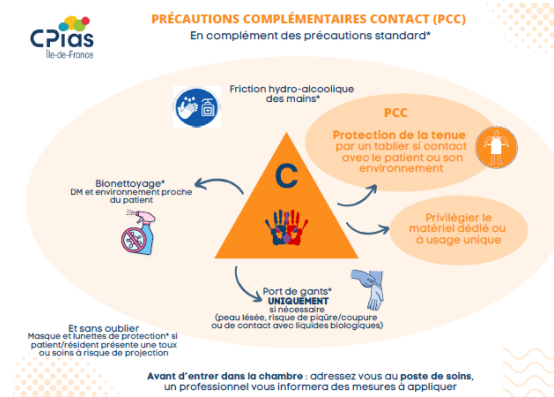 PRÉCAUTIONS COMPLÉMENTAIRES CONTACT (PCC)
En complément des précautions standard*
CPias
Île-de-France
Friction hydro-alcoolique
des mains*
PCC
Protection de la tenue
par un tablier si contact
avec le patient ou son
environnement
C
Bionettoyage*
DM et environnement proche
du patient
Privilégier le
matériel dédié ou
à usage unique
Port de gants*
UNIQUEMENT
si nécessaire
(peau lésée, risque de piqûre/coupure
ou de contact avec liquides biologiques)
Et sans oublier
Masque et lunettes de protection* si
patient/résident présente une toux
ou soins à risque de projection
Avant d'entrer dans la chambre : adressez vous au poste de soins,
un professionnel vous informera des mesures à appliquer